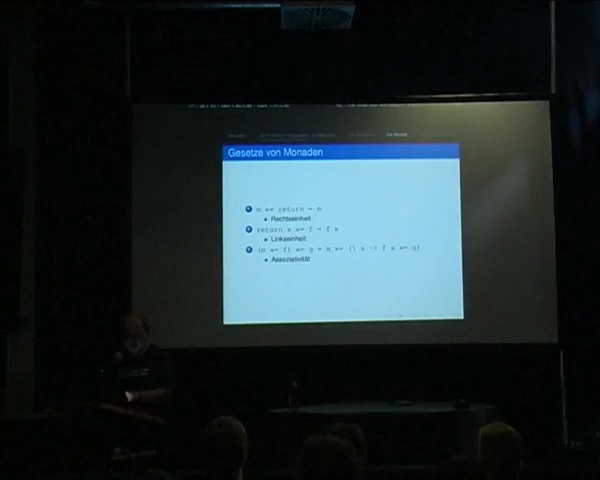 Gesetze von Monaden
m >>= return = m
Rechtseinheit
return x >>= f = f x
Linkseinheit
(m >>= f) >>= g = m >>= (\ x -> f x >>= g)
Assoziativität